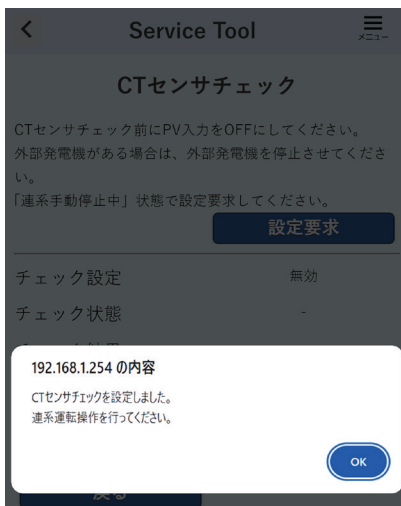 Service Tool
メニュー
CTセンサチェック
CTセンサチェック前にPV入力をOFFにしてください。
外部発電機がある場合は、外部発電機を停止させてくださ
い。
「連系手動停止中」状態で設定要求してください。
設定要求
チェック設定 無効
チェック状態 -
192.168.1.254 の内容
CTセンサチェックを設定しました。
連系運転操作を行ってください。
OK
戻る